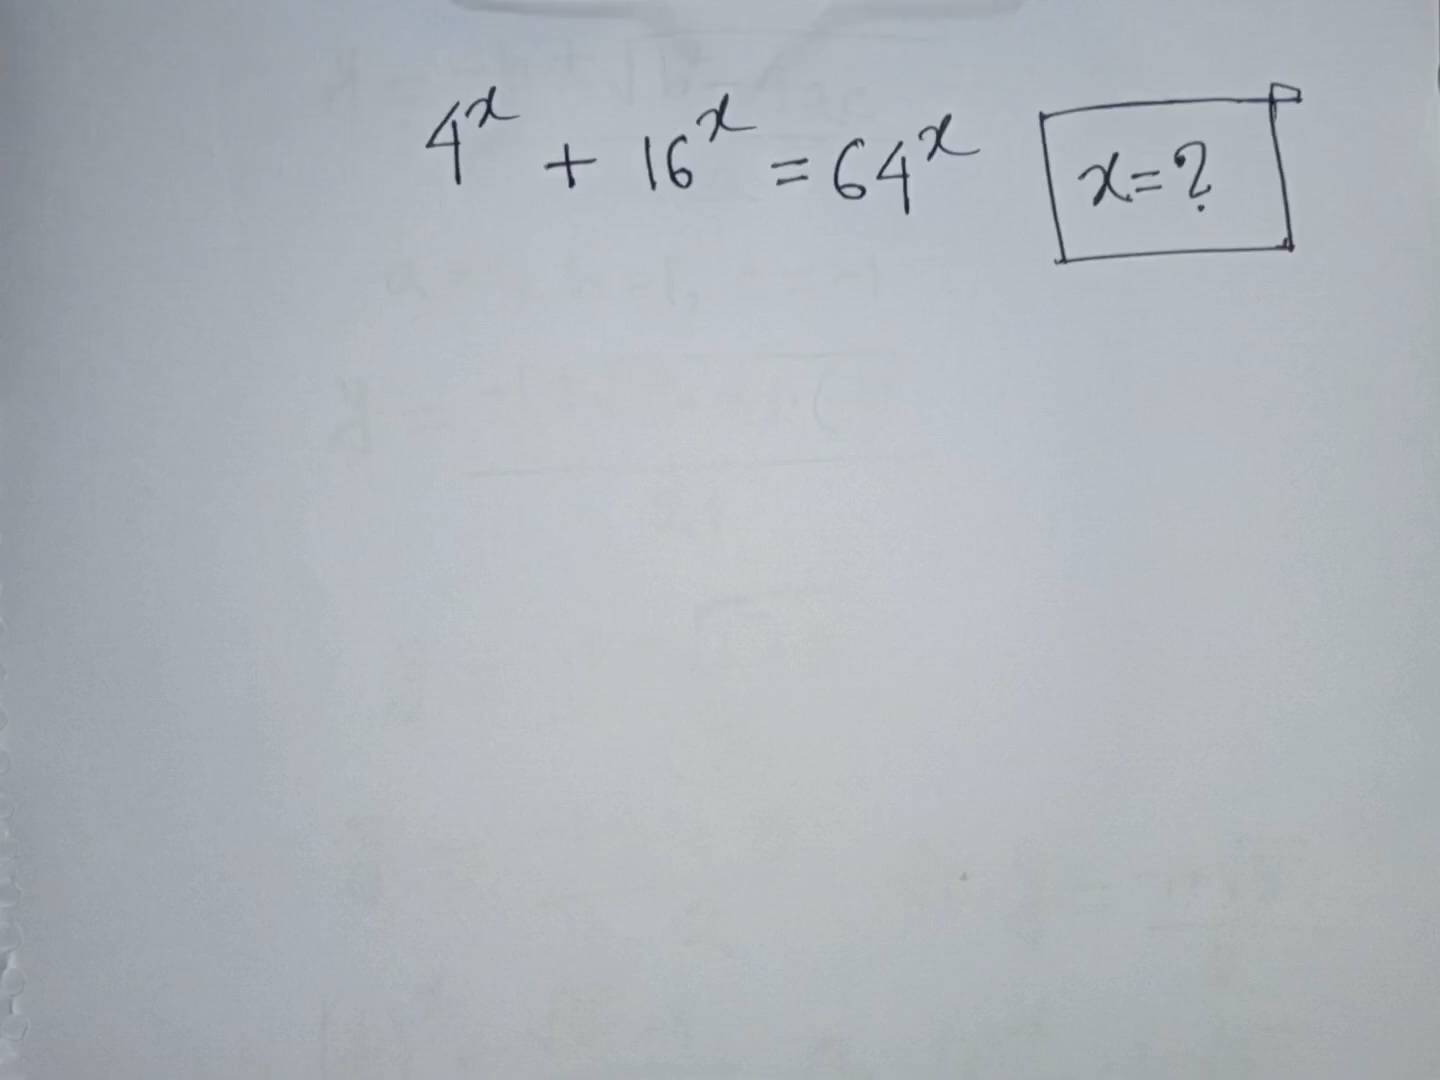 4^x + 16^x = 64^x x=?